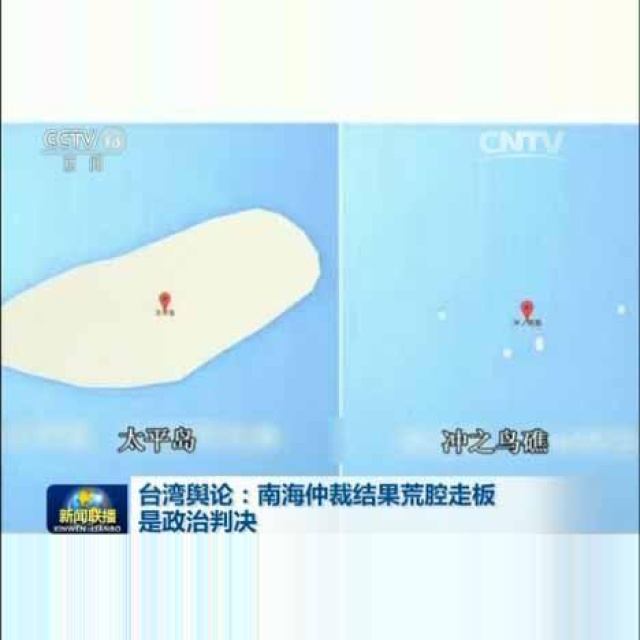 CCTV 13
新闻
CNTV
太平岛
冲之鸟礁
新闻联播
XINWEN LIANBO
台湾舆论：南海仲裁结果荒腔走板
是政治判决